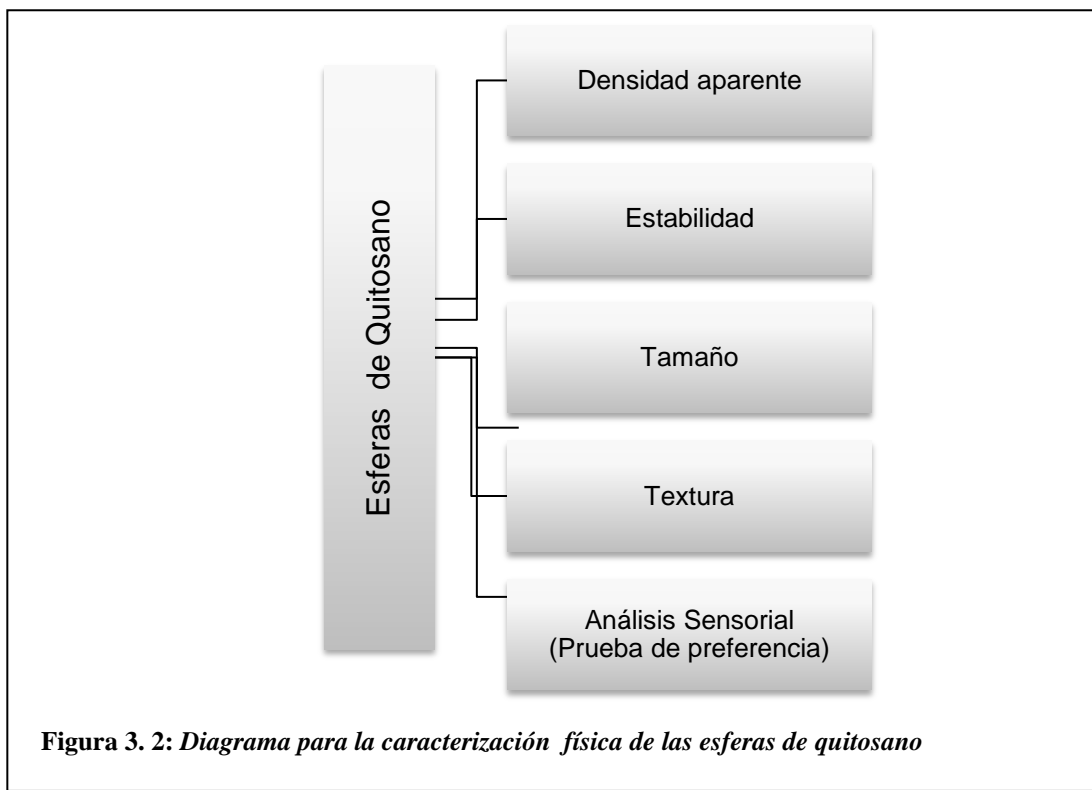 Esferas de Quitosano
Densidad aparente
Estabilidad
Tamaño
Textura
Análisis Sensorial
(Prueba de preferencia)
Figura 3. 2: Diagrama para la caracterización física de las esferas de quitosano